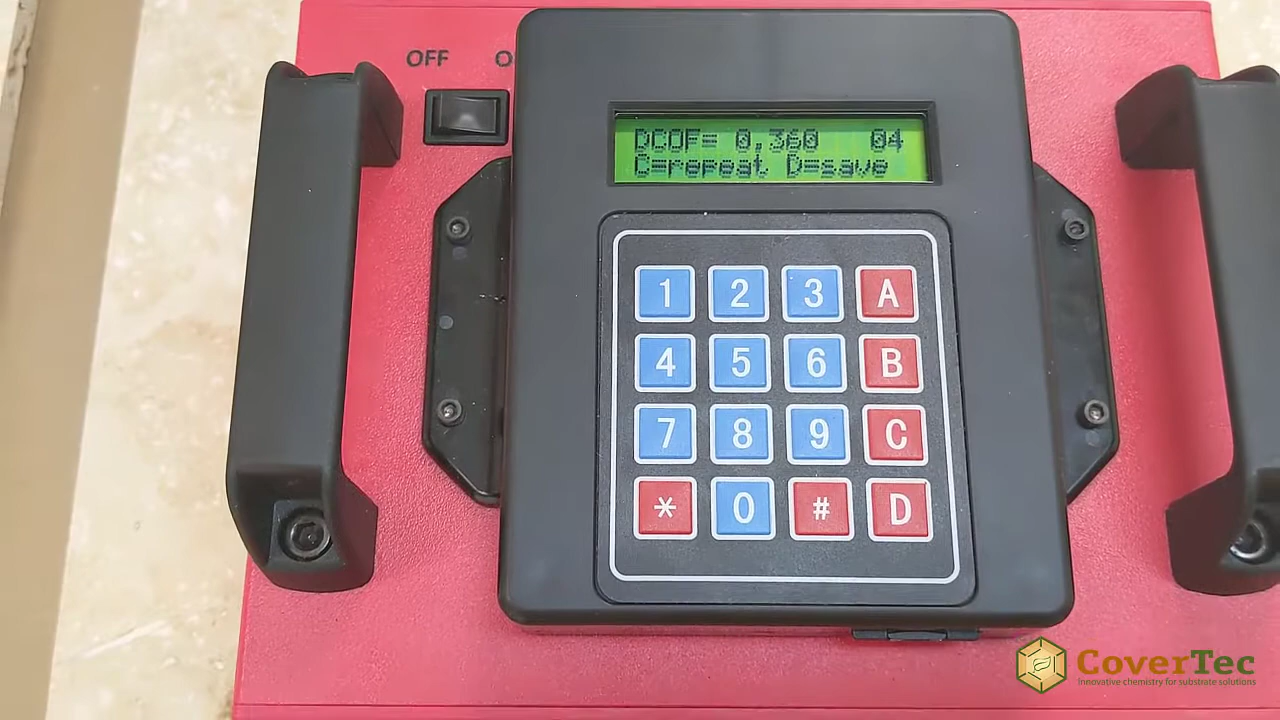 OFF
DCOF= 0,360 04
C=repeat D=save
1 2 3 A
4 5 6 B
7 8 9 C
* 0 # D
CoverTec
Innovative chemistry for substrate solutions